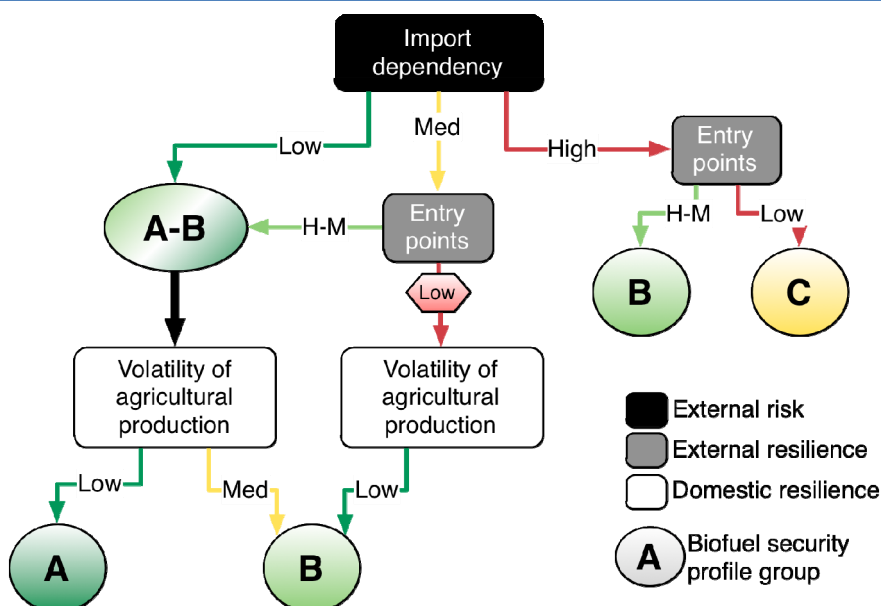 Import
dependency
Low
Med
High
Entry
points
A-B
H-M
Entry
points
H-M
Low
Low
B
C
Volatility of
agricultural
production
Volatility of
agricultural
production
External risk
External resilience
Domestic resilience
Low
Med
Low
A
B
A
Biofuel security
profile group